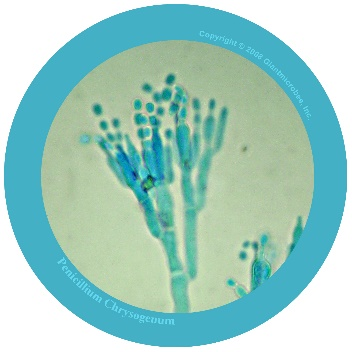 Copyright © 2008 Giantmicrobes, Inc.
Penicillium Chrysogenum